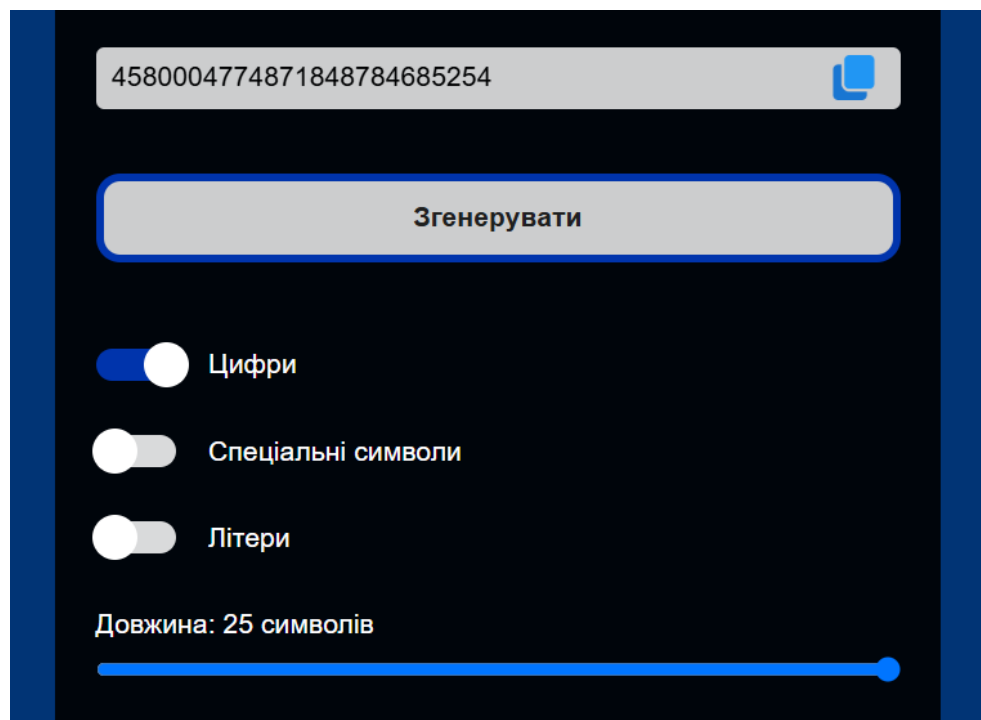 4580004774871848784685254
Згенерувати
Цифри
Спеціальні символи
Літери
Довжина: 25 символів